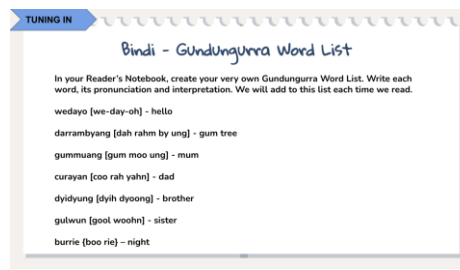 TUNING IN
Bindi - Gundungurra Word List
In your Reader's Notebook, create your very own Gundungurra Word List. Write each
word, its pronunciation and interpretation. We will add to this list each time we read.
wedayo [we-day-oh] - hello
darrambyang [dah rahm by ung] - gum tree
gummuang [gum moo ung] - mum
curayan [coo rah yahn] - dad
dyidyung [dyih dyoong] - brother
gulwun [gool woohn] - sister
burrie {boo rie} – night